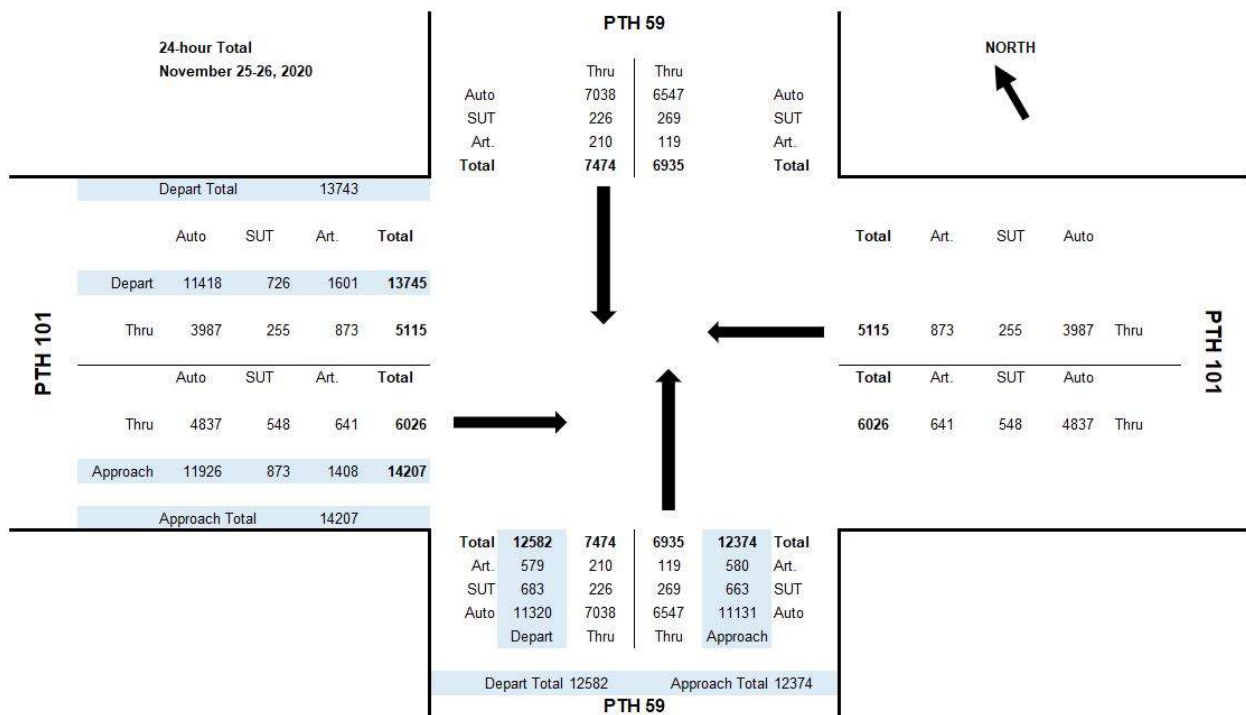 PTH 59
24-hour Total
November 25-26, 2020
NORTH
Thru Thru
Auto 7038 6547 Auto
SUT 226 269 SUT
Art. 210 119 Art.
Total 7474 6935 Total
Depart Total 13743
Auto SUT Art. Total
Depart 11418 726 1601 13745
Thru 3987 255 873 5115
Auto SUT Art. Total
Thru 4837 548 641 6026
Approach 11926 873 1408 14207
Approach Total 14207
PTH 101
Total Art. SUT Auto
5115 873 255 3987 Thru
Total Art. SUT Auto
6026 641 548 4837 Thru
PTH 101
Total 12582 7474 6935 12374 Total
Art. 579 210 119 580 Art.
SUT 683 226 269 663 SUT
Auto 11320 7038 6547 11131 Auto
Depart Thru Thru Approach
Depart Total 12582 Approach Total 12374
PTH 59